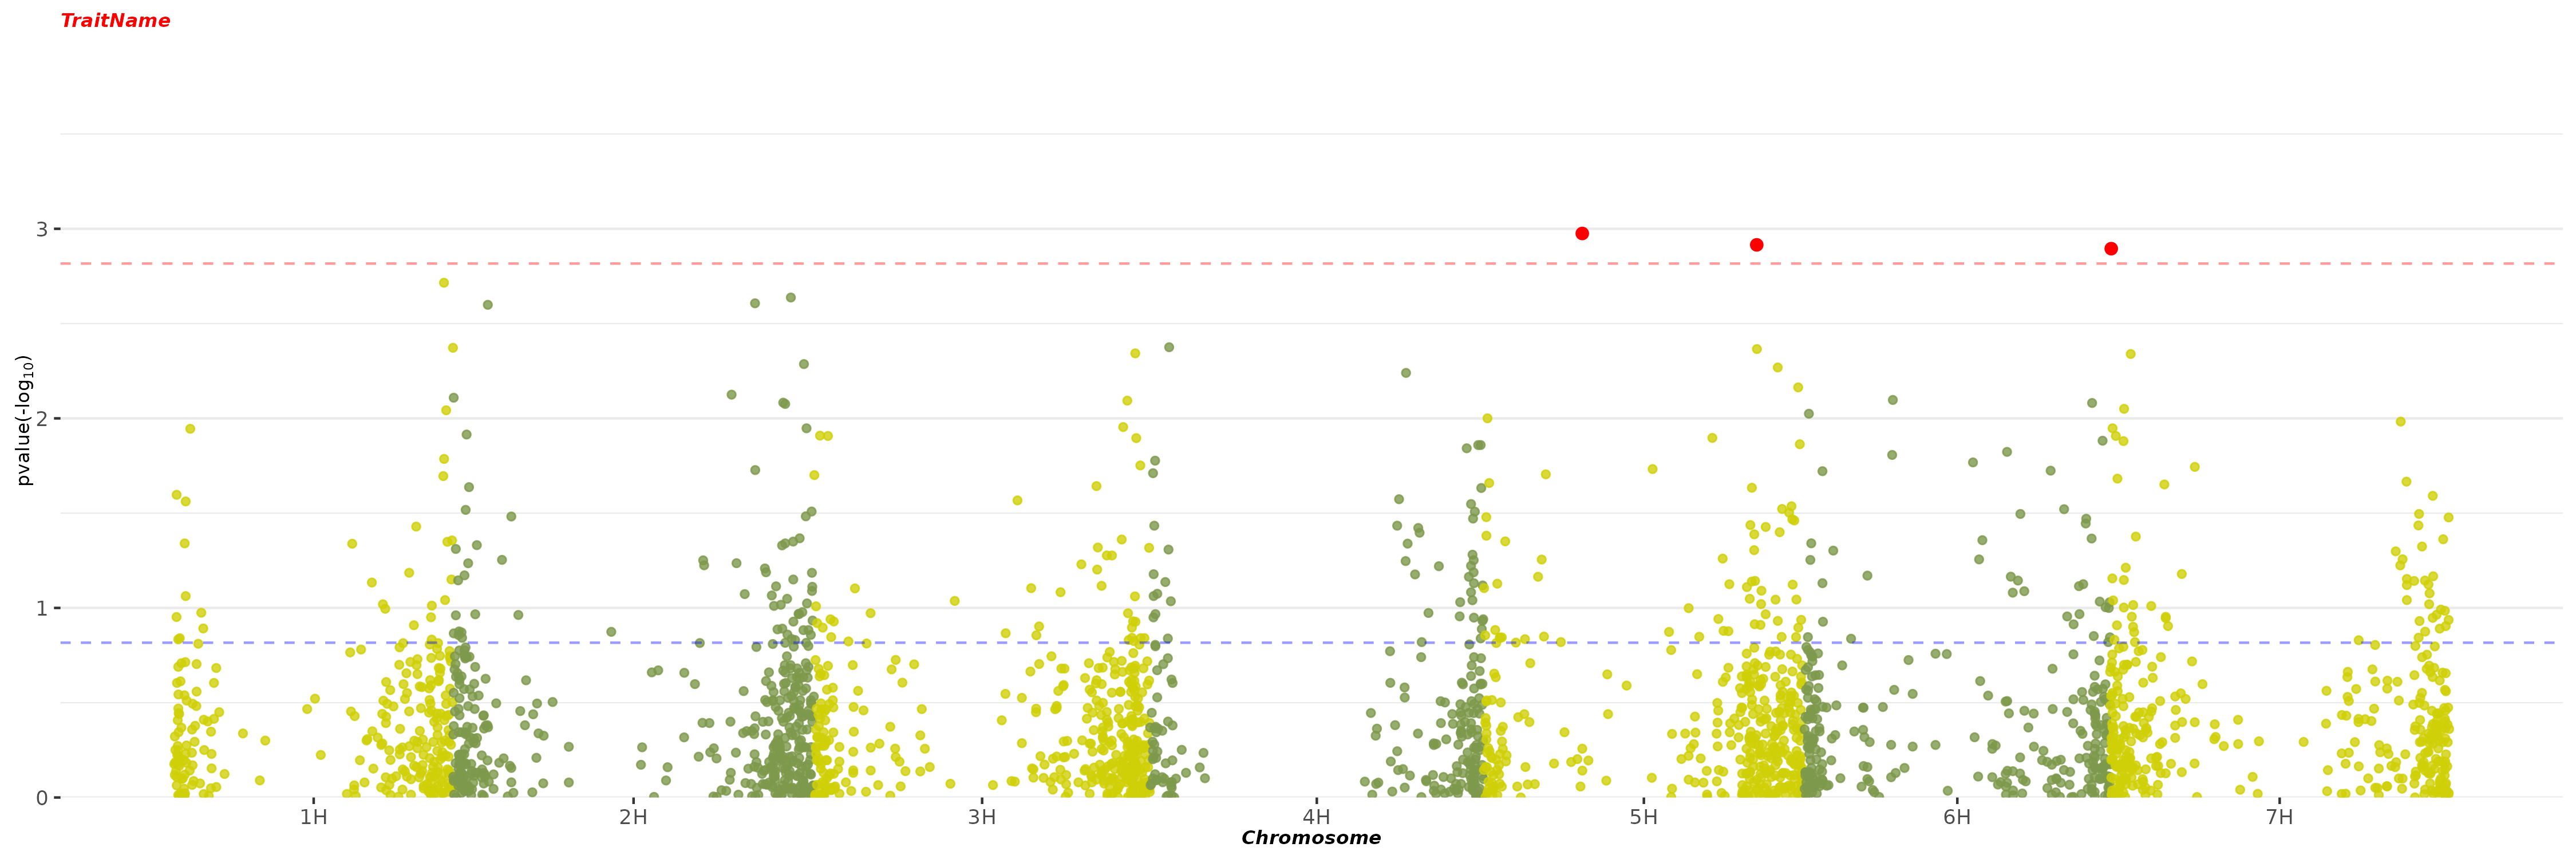 TraitName
pvalue(-log₁₀)
3
2
1
0
1H 2H 3H 4H 5H 6H 7H
Chromosome